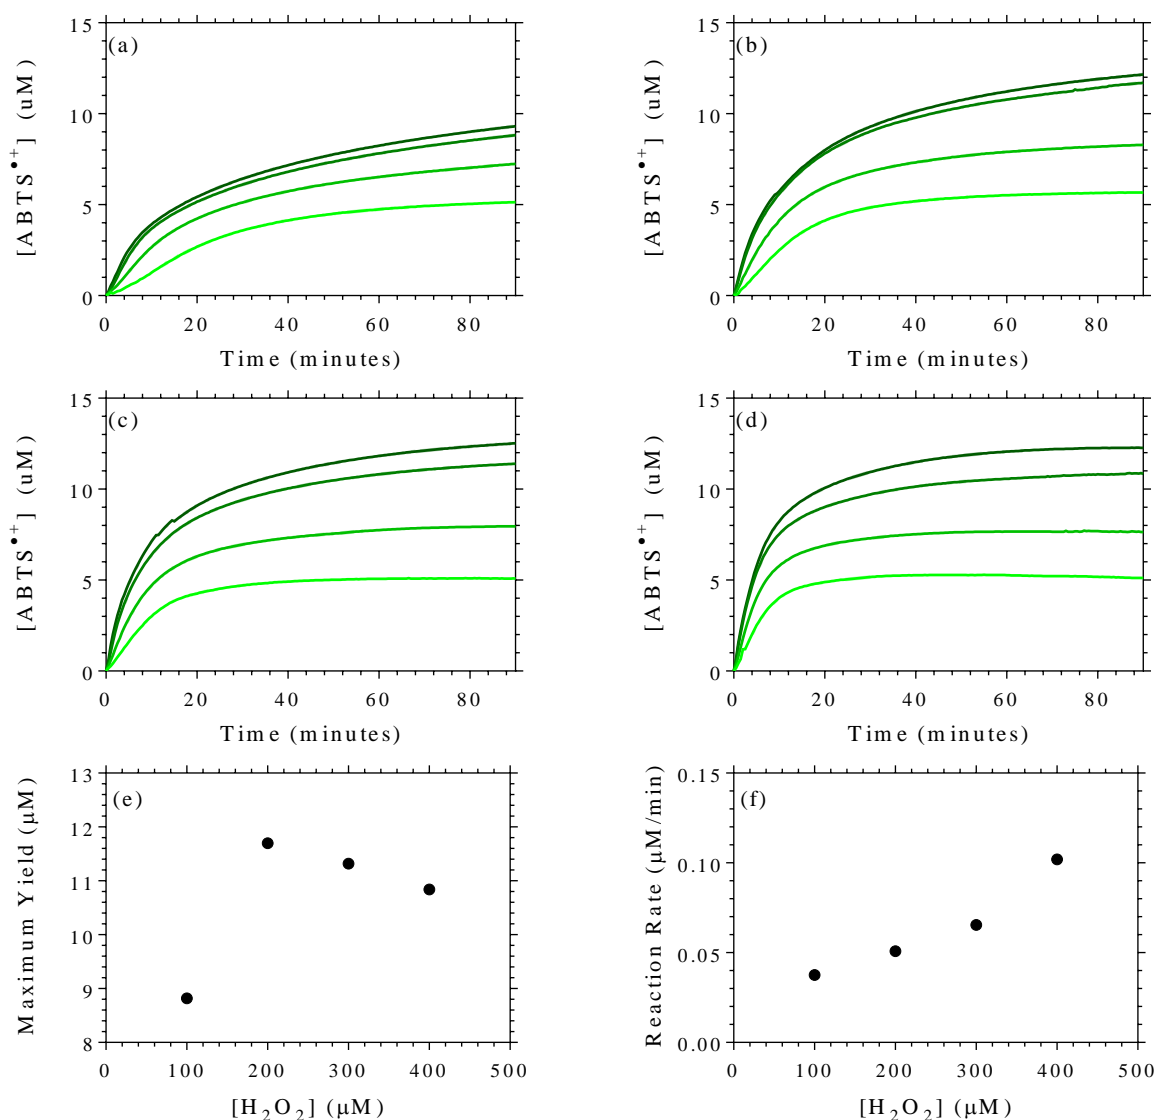 (a)
[ABTS•+] (uM)
15
10
5
0
0 20 40 60 80
Time (minutes)
(b)
[ABTS•+] (uM)
15
10
5
0
0 20 40 60 80
Time (minutes)
(c)
[ABTS•+] (uM)
15
10
5
0
0 20 40 60 80
Time (minutes)
(d)
[ABTS•+] (uM)
15
10
5
0
0 20 40 60 80
Time (minutes)
(e)
Maximum Yield (µM)
13
12
11
10
9
8
0 100 200 300 400 500
[H₂O₂] (µM)
(f)
Reaction Rate (µM/min)
0.15
0.10
0.05
0.00
0 100 200 300 400 500
[H₂O₂] (µM)